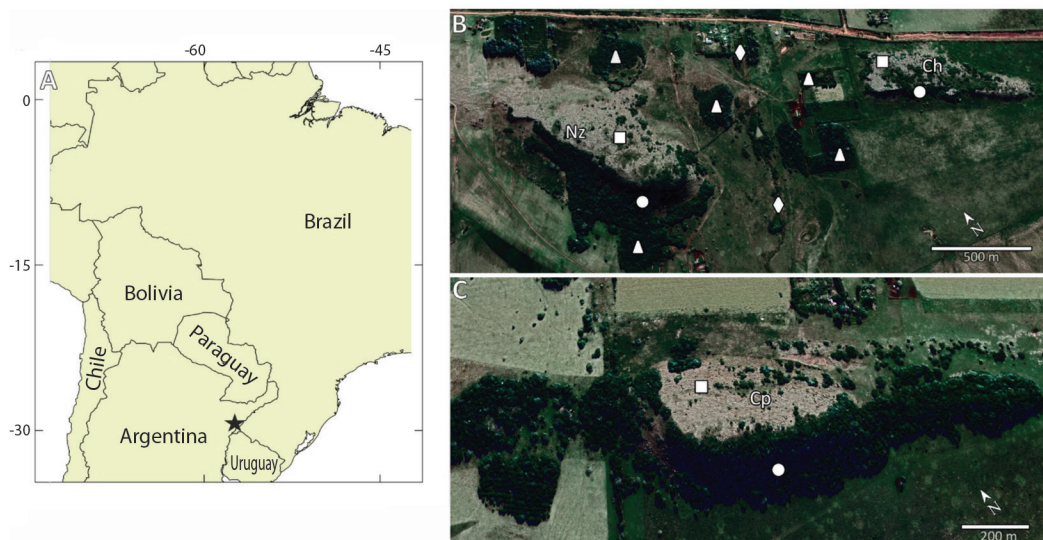 -60
-45
A
0
Brazil
-15
Bolivia
Paraguay
Chile
-30
Argentina
Uruguay
B
Ch
Nz
N
500 m
C
Cp
N
200 m